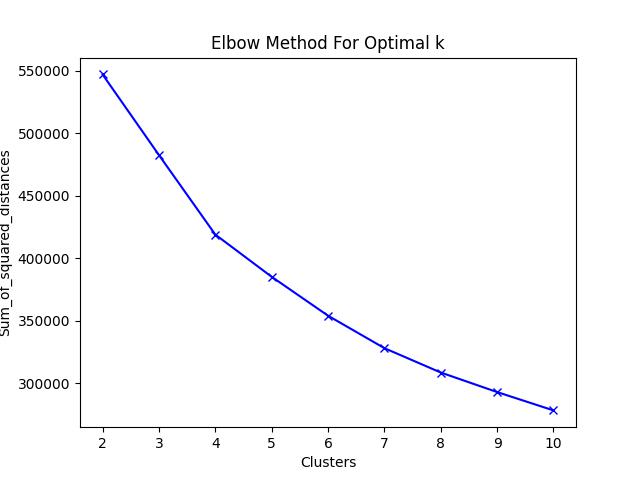 Elbow Method For Optimal k
550000
500000
450000
400000
350000
300000
Sum_of_squared_distances
2 3 4 5 6 7 8 9 10
Clusters